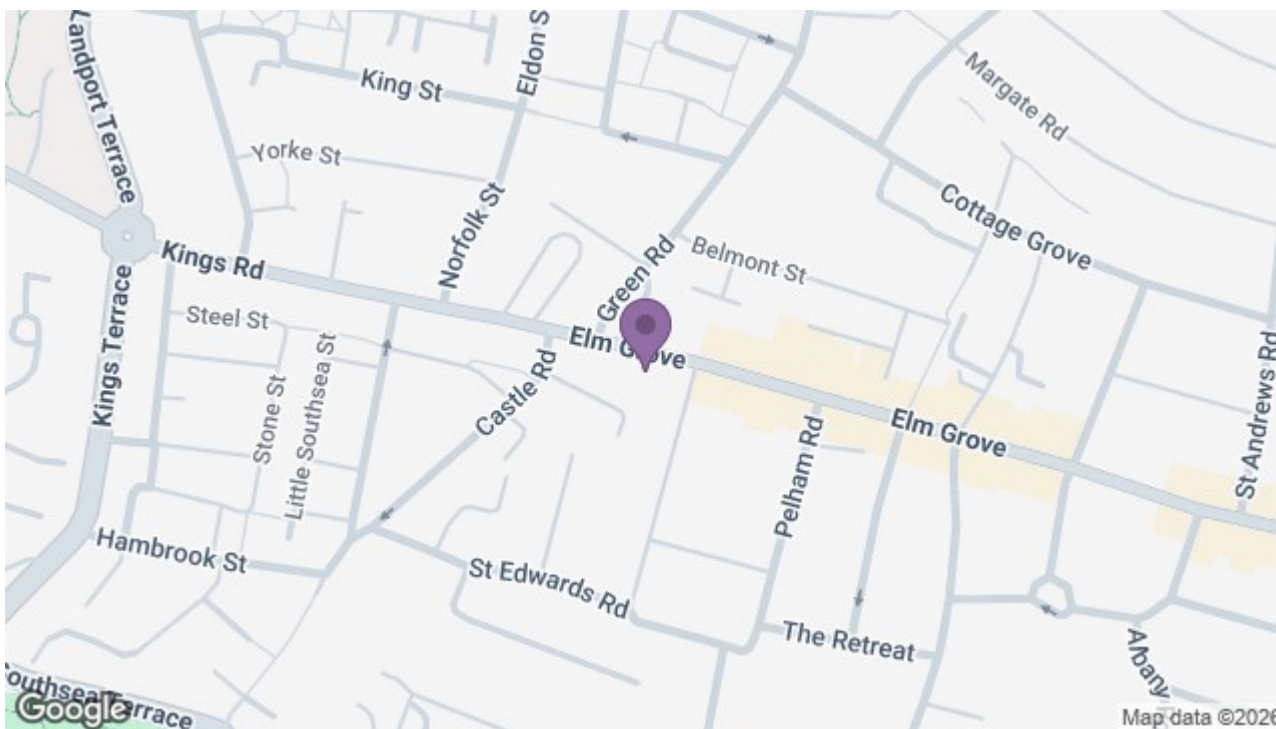 Landport Terrace
Eldon S
King St
Margate Rd
Yorke St
Norfolk St
Cottage Grove
Kings Rd
Green Rd
Belmont St
Steel St
Kings Terrace
Little Southsea St
Stone St
Castle Rd
Elm Grove
Elm Grove
Pelham Rd
St Andrews Rd
Hambrook St
St Edwards Rd
The Retreat
Albany R
outhsea Terrace
Google
Map data ©2026